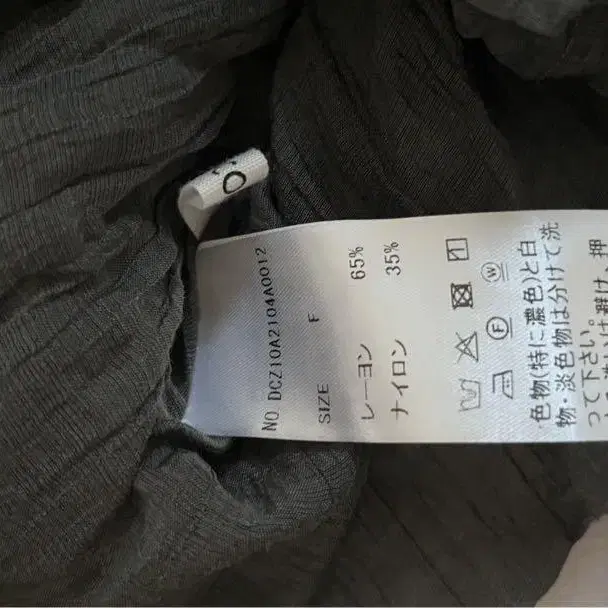 NO DCZ10A2104A0012
SIZE F
レーヨン 65%
ナイロン 35%
F W
色物(特に濃色)と白
物・淡色物は分けて洗
って下さい。